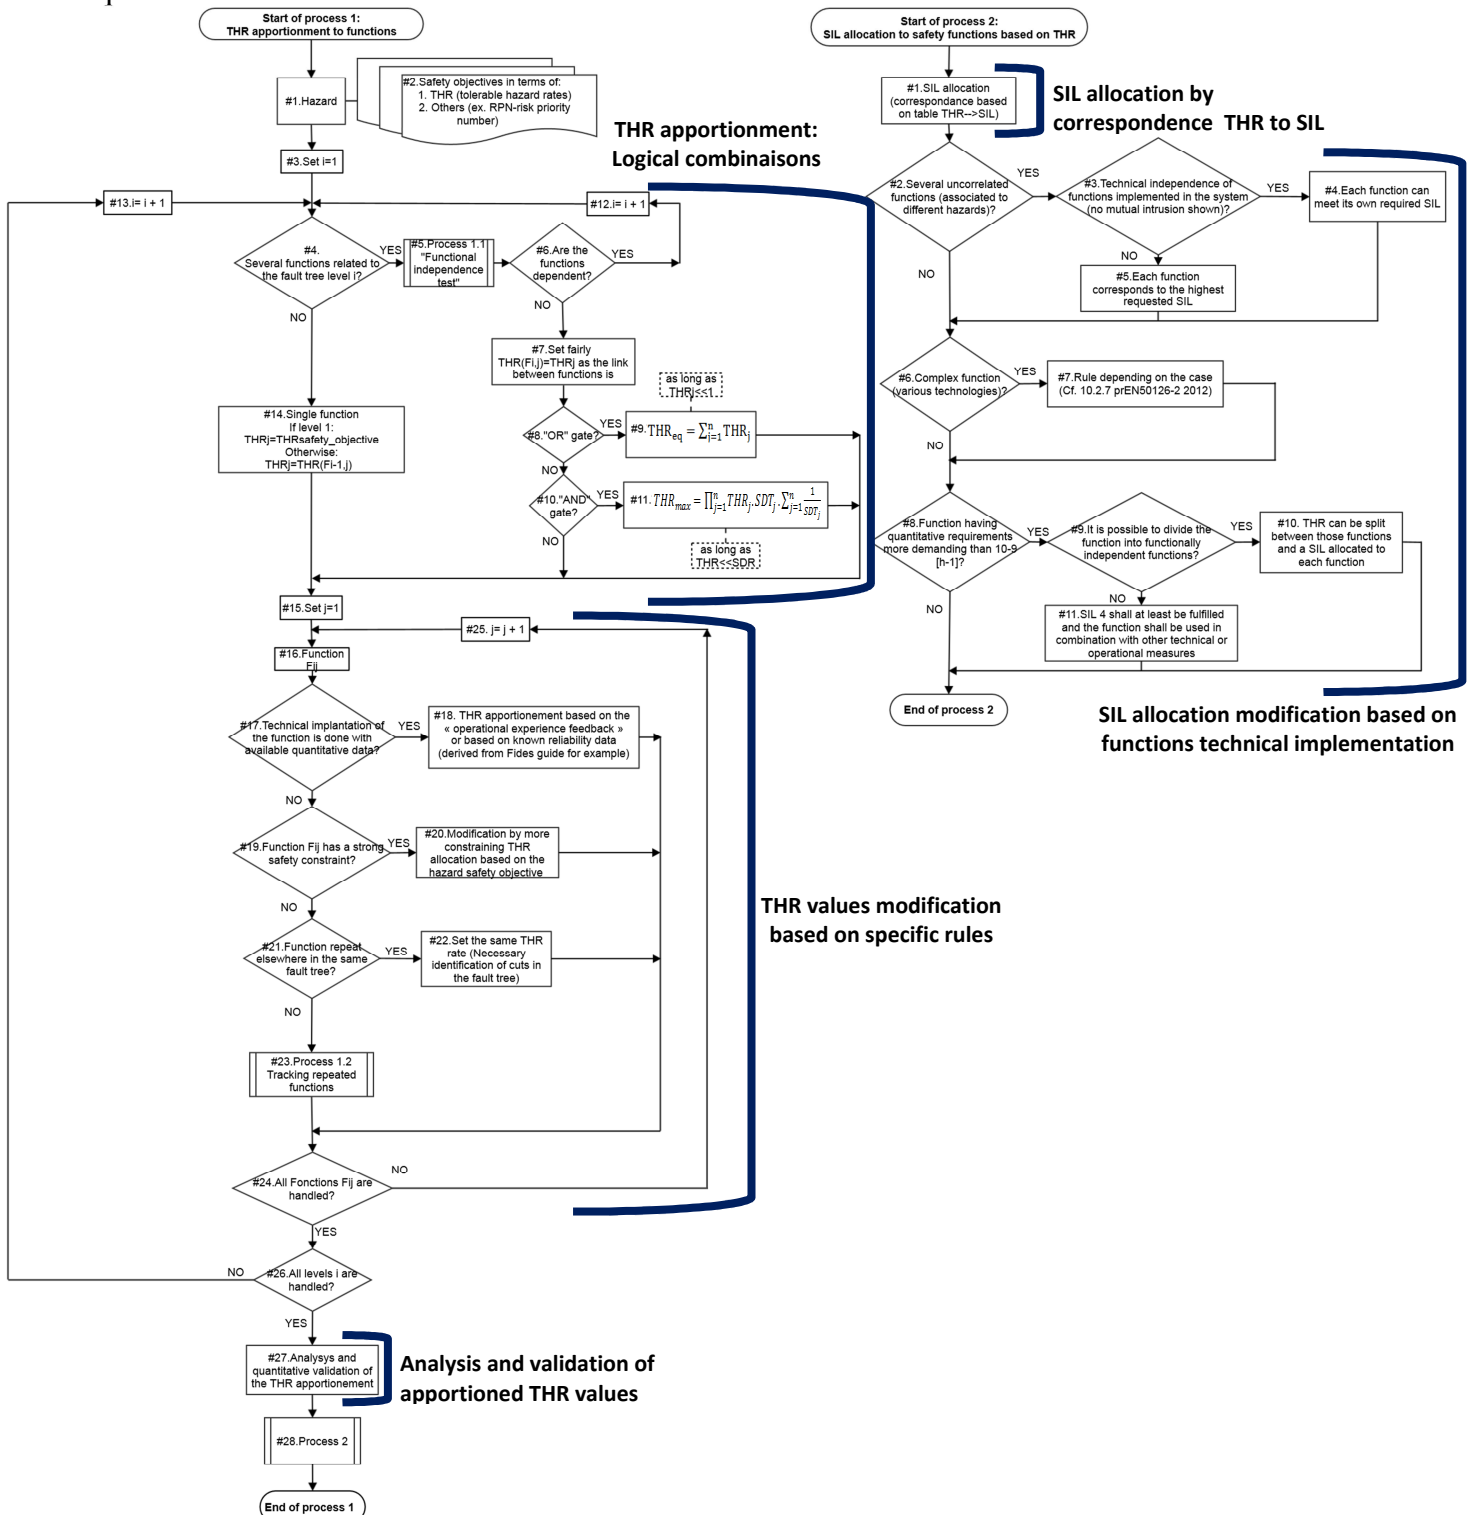 Start of process 1:
THR apportionment to functions
#1.Hazard
#2.Safety objectives in terms of:
1. THR (tolerable hazard rates)
2. Others (ex. RPN-risk priority
number)
#3.Set i=1
THR apportionment:
Logical combinaisons
#13.i= i + 1
#12.i= i + 1
#4.
Several functions related to
the fault tree level i?
YES
#5.Process 1.1
"Functional
independence
test"
#6.Are the
functions
dependent?
YES
NO
NO
#7.Set fairly
THR(Fi,j)=THRj as the link
between functions is
as long as
THRj<<1
#8."OR" gate?
YES
#9.THR_eq = ∑_{j=1}^{n} THR_j
NO
#14.Single function
If level 1:
THRj=THRsafety_objective
Otherwise:
THRj=THR(Fi-1,j)
#10."AND"
gate?
YES
#11. THR_max = ∏_{j=1}^{n} THR_j. SDT_j . ∑_{j=1}^{n} 1/SDT_j
NO
as long as
THR<<SDR
#15.Set j=1
#25. j= j + 1
#16.Function
Fij
#17.Technical implantation of
the function is done with
available quantitative data?
YES
#18. THR apportionement based on the
« operational experience feedback »
or based on known reliability data
(derived from Fides guide for example)
NO
#19.Function Fij has a strong
safety constraint?
YES
#20.Modification by more
constraining THR
allocation based on the
hazard safety objective
NO
THR values modification
based on specific rules
#21.Function repeat
elsewhere in the same
fault tree?
YES
#22.Set the same THR
rate (Necessary
identification of cuts in
the fault tree)
NO
#23.Process 1.2
Tracking repeated
functions
#24.All Fonctions Fij are
handled?
NO
YES
#26.All levels i are
handled?
NO
YES
#27.Analysys and
quantitative validation of
the THR apportionement
Analysis and validation of
apportioned THR values
#28.Process 2
End of process 1
Start of process 2:
SIL allocation to safety functions based on THR
#1.SIL allocation
(correspondance based
on table THR-->SIL)
SIL allocation by
correspondence THR to SIL
#2.Several uncorrelated
functions (associated to
different hazards)?
YES
#3.Technical independence of
functions implemented in the system
(no mutual intrusion shown)?
YES
#4.Each function can
meet its own required SIL
NO
NO
#5.Each function
corresponds to the highest
requested SIL
#6.Complex function
(various technologies)?
YES
#7.Rule depending on the case
(Cf. 10.2.7 prEN50126-2 2012)
NO
#8.Function having
quantitative requirements
more demanding than 10-9
[h-1]?
YES
#9.It is possible to divide the
function into functionally
independent functions?
YES
#10. THR can be split
between those functions
and a SIL allocated to
each function
NO
NO
#11.SIL 4 shall at least be fulfilled
and the function shall be used in
combination with other technical or
operational measures
End of process 2
SIL allocation modification based on
functions technical implementation